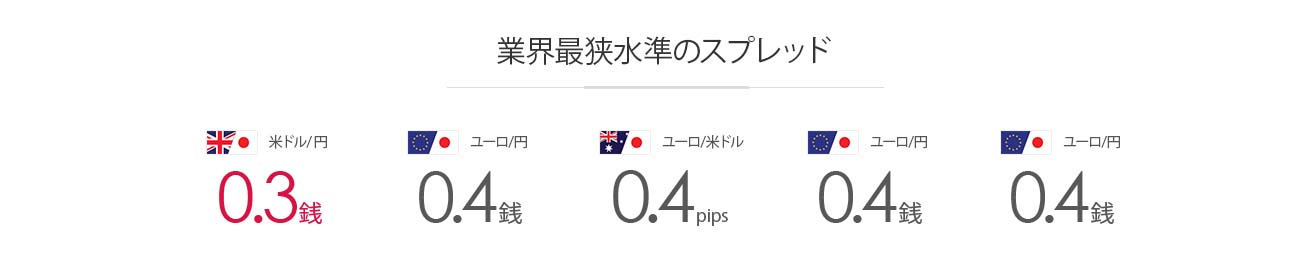 業界最狭水準のスプレッド
米ドル/円
0.3銭
ユーロ/円
0.4銭
ユーロ/米ドル
0.4pips
ユーロ/円
0.4銭
ユーロ/円
0.4銭